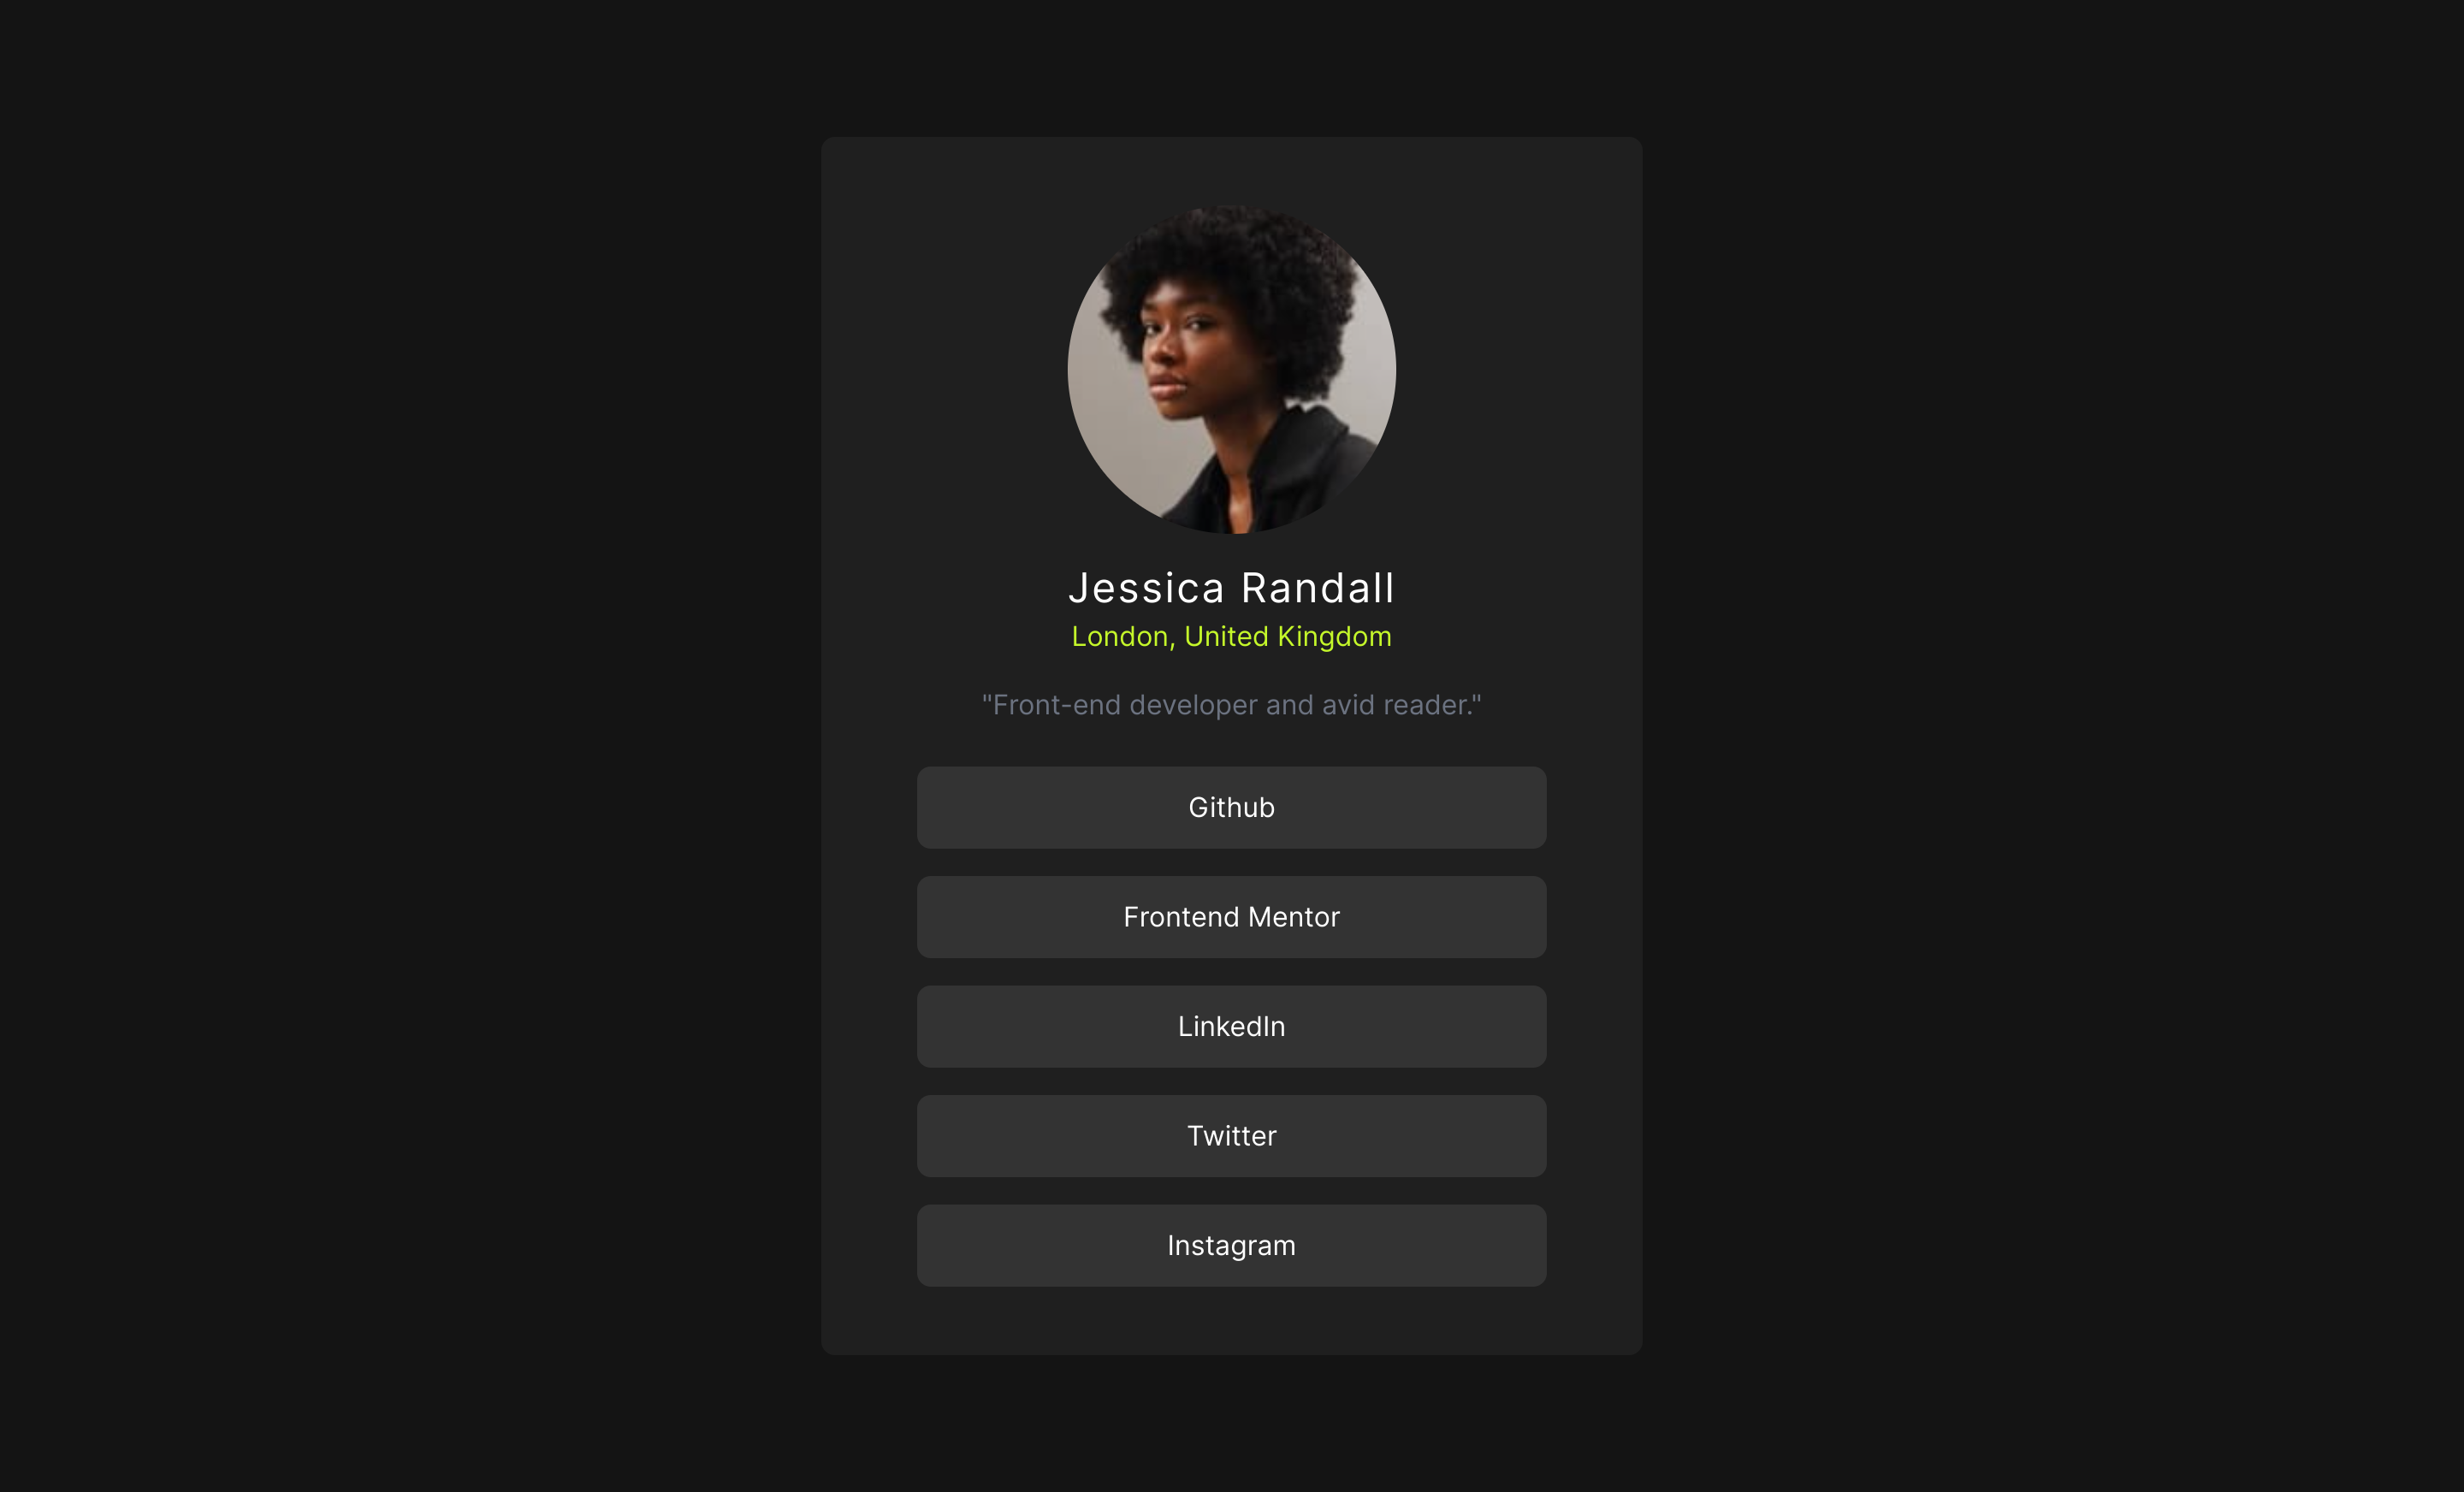 Jessica Randall
London, United Kingdom
"Front-end developer and avid reader."
Github
Frontend Mentor
LinkedIn
Twitter
Instagram